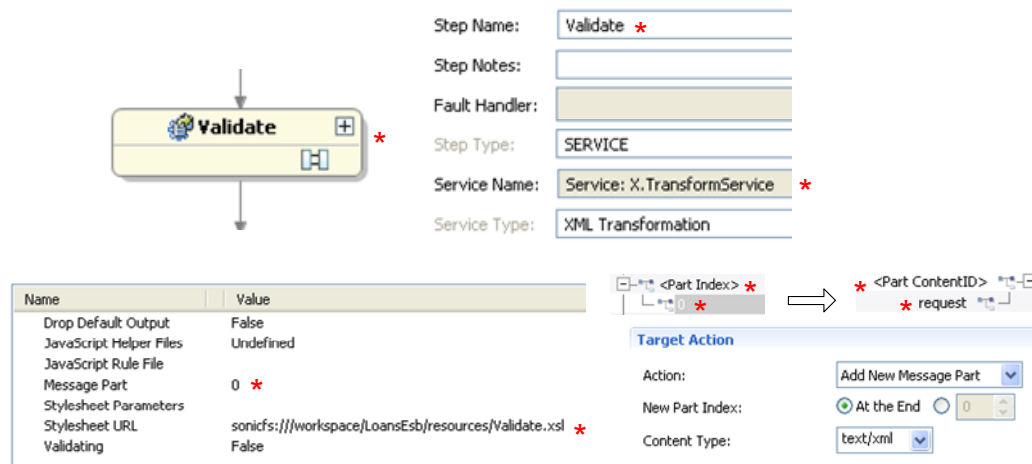 Step Name: Validate *
Step Notes:
Fault Handler:
Validate *
Step Type: SERVICE
Service Name: Service: X.TransformService *
Service Type: XML Transformation
Name Value
Drop Default Output False
JavaScript Helper Files Undefined
JavaScript Rule File
Message Part 0 *
Stylesheet Parameters
Stylesheet URL sonicfs:///workspace/LoansEsb/resources/Validate.xsl *
Validating False
<Part Index> * * <Part ContentID>
0 * * request
Target Action
Action: Add New Message Part
New Part Index: At the End 0
Content Type: text/xml